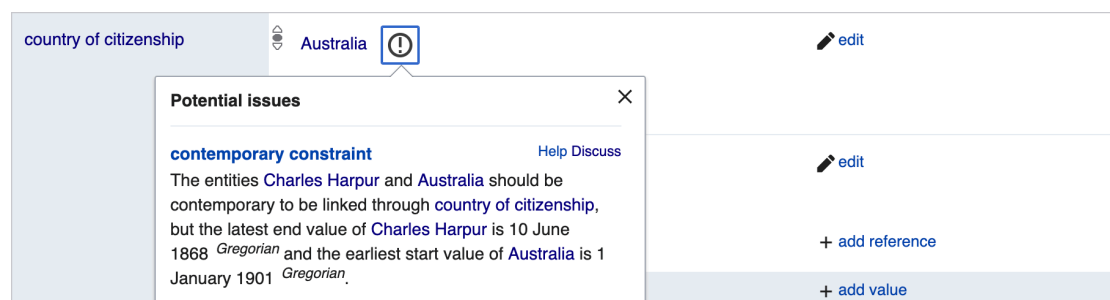 country of citizenship
Australia
edit
Potential issues
contemporary constraint
Help Discuss
The entities Charles Harpur and Australia should be
contemporary to be linked through country of citizenship,
but the latest end value of Charles Harpur is 10 June
1868 Gregorian and the earliest start value of Australia is 1
January 1901 Gregorian.
edit
+ add reference
+ add value